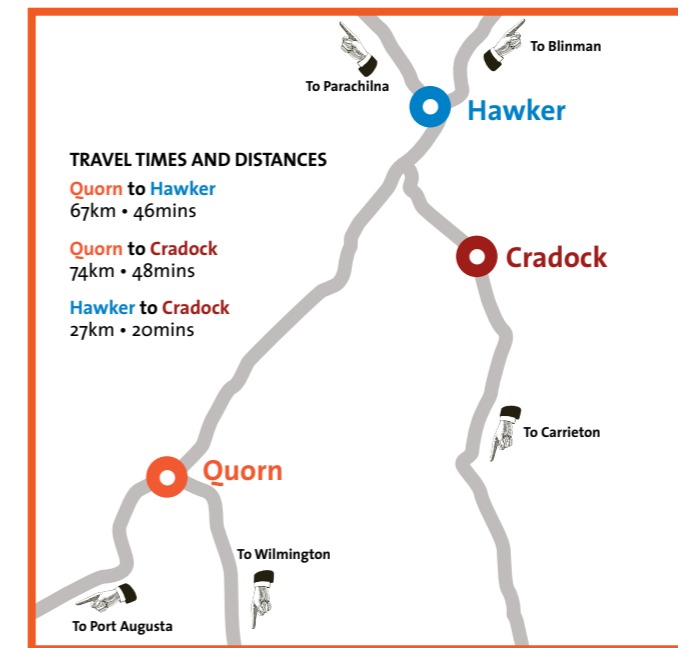 To Blinman
To Parachilna
Hawker
TRAVEL TIMES AND DISTANCES
Quorn to Hawker
67km • 46mins
Quorn to Cradock
74km • 48mins
Hawker to Cradock
27km • 20mins
Cradock
To Carrieton
Quorn
To Wilmington
To Port Augusta